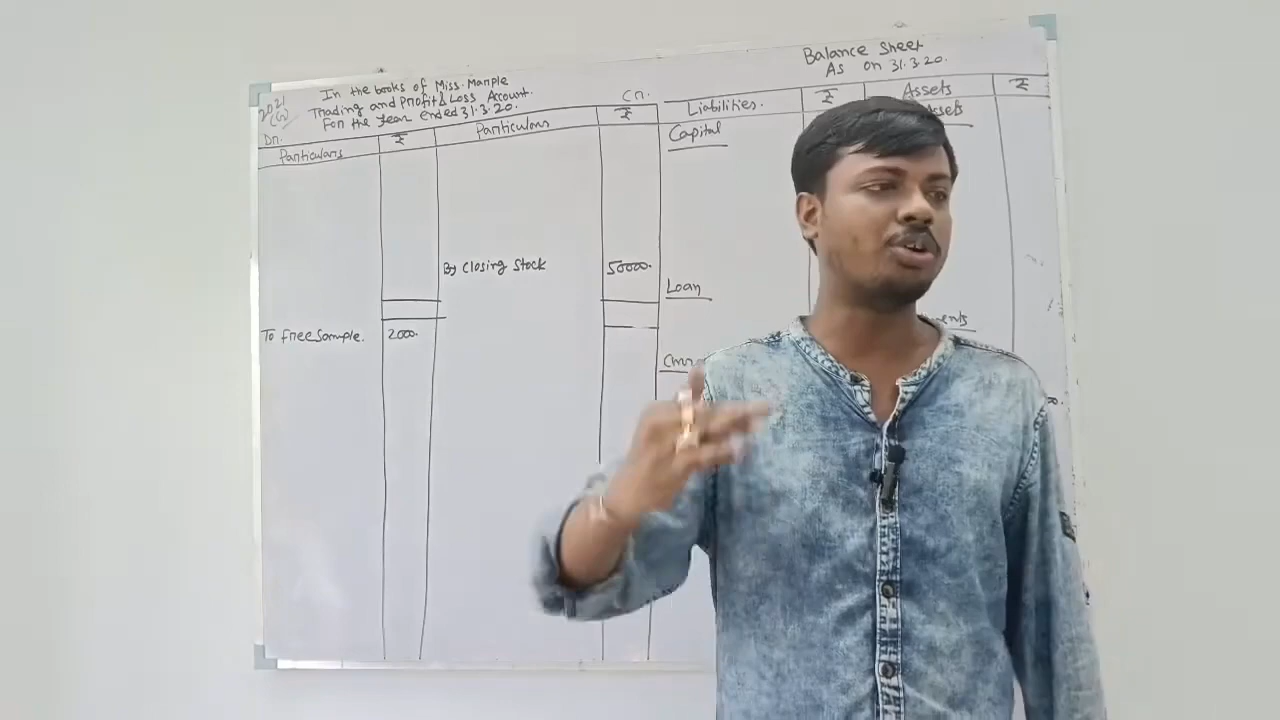 2021
(W)
In the books of Miss. Mariple
Trading and Profit & Loss Acount.
For the year Ended 31.3.20.
Dr.
Cr.
Particulars
₹
Particulars
₹
By Closing Stock
50000.
To Free Sample.
2000.
Balance Sheet
As on 31.3.20.
Liabilities.
₹
Assets
₹
Capital
Loan